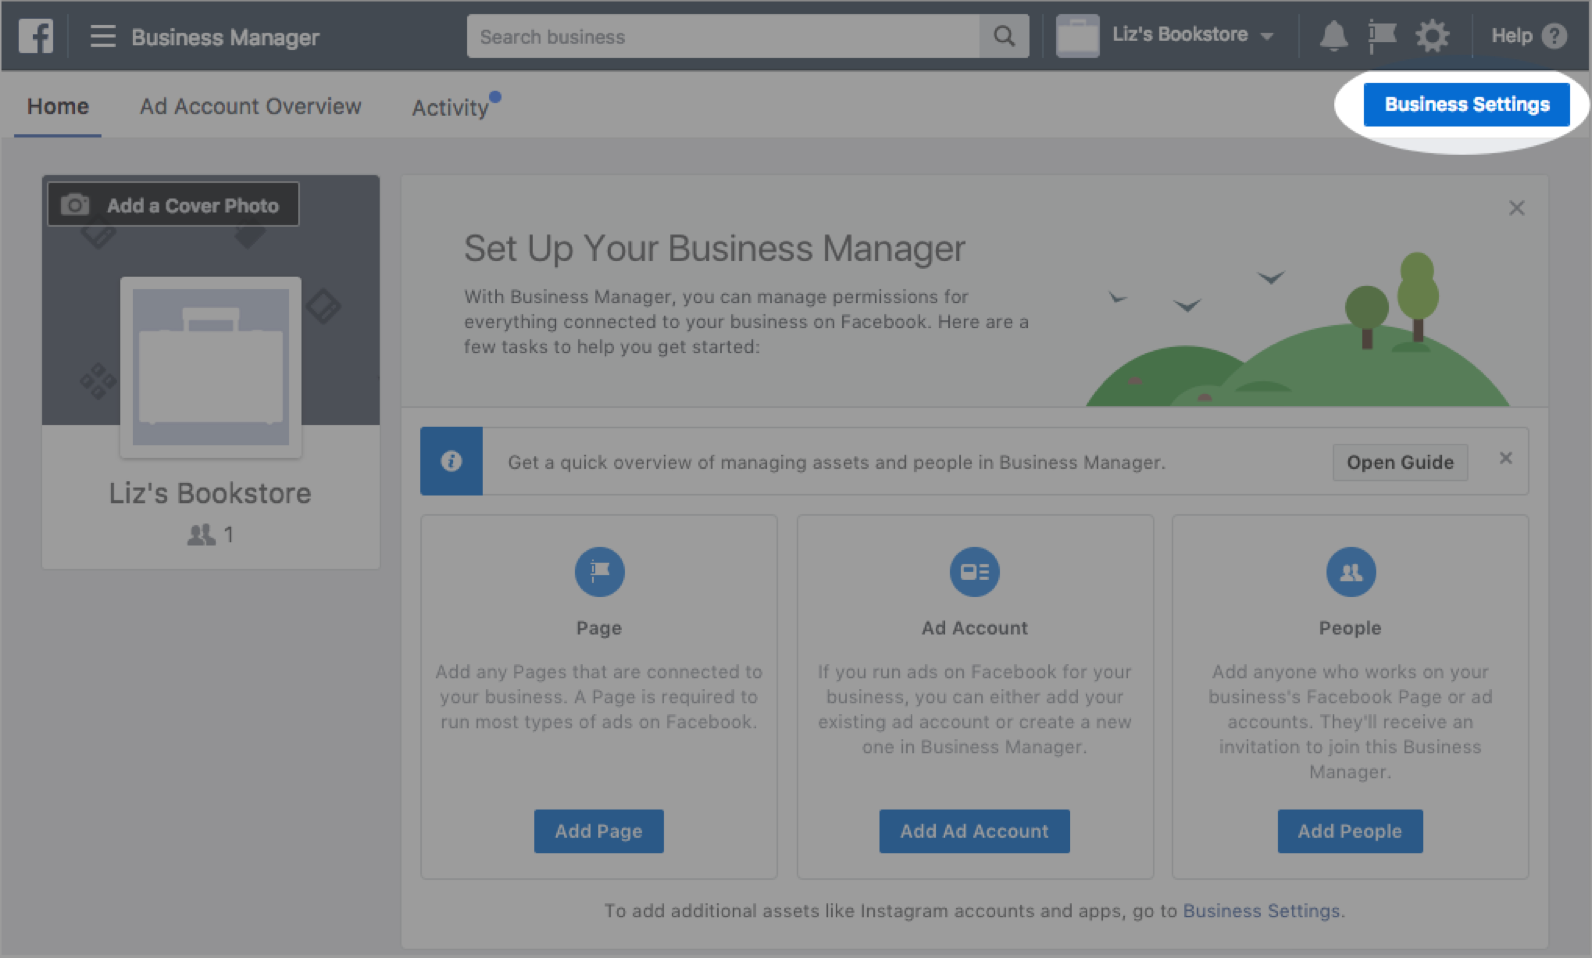 Business Manager
Search business
Liz's Bookstore
Help
Home
Ad Account Overview
Activity
Business Settings
Add a Cover Photo
Liz's Bookstore
1
Set Up Your Business Manager
With Business Manager, you can manage permissions for
everything connected to your business on Facebook. Here are a
few tasks to help you get started:
Get a quick overview of managing assets and people in Business Manager.
Open Guide
Page
Add any Pages that are connected to
your business. A Page is required to
run most types of ads on Facebook.
Add Page
Ad Account
If you run ads on Facebook for your
business, you can either add your
existing ad account or create a new
one in Business Manager.
Add Ad Account
People
Add anyone who works on your
business's Facebook Page or ad
accounts. They'll receive an
invitation to join this Business
Manager.
Add People
To add additional assets like Instagram accounts and apps, go to Business Settings.